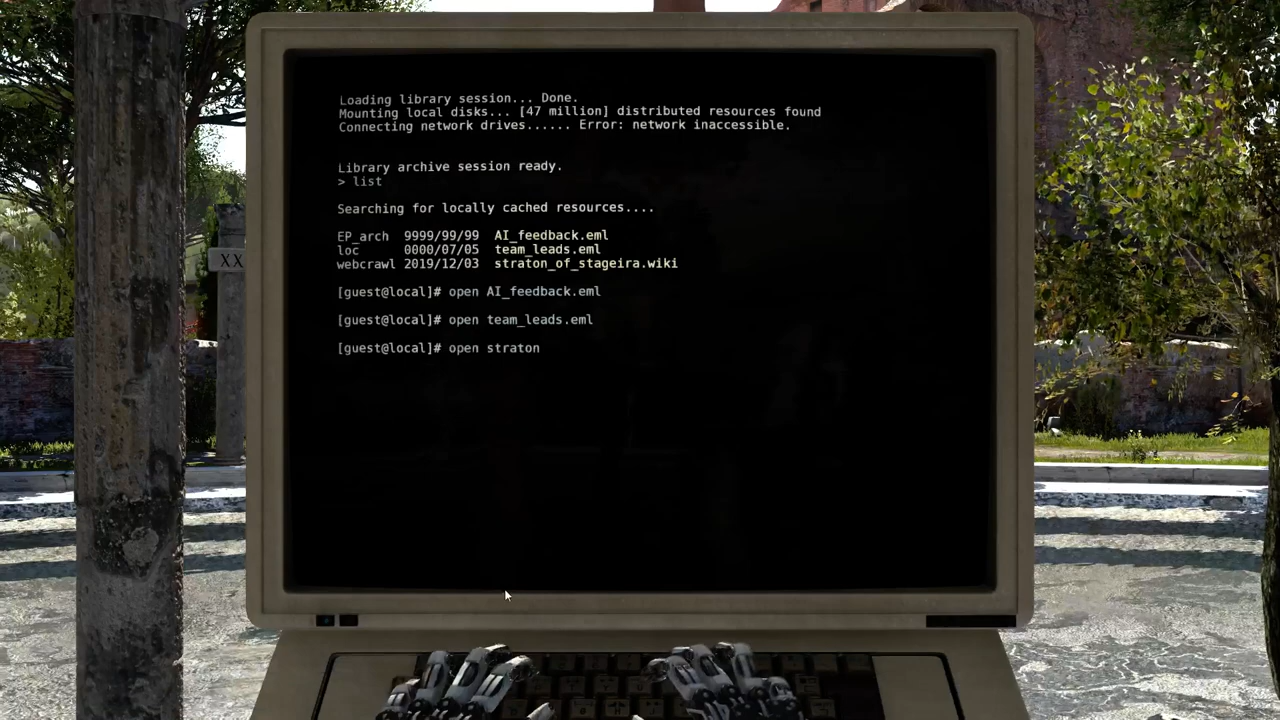 Loading library session... Done.
Mounting local disks... [47 million] distributed resources found
Connecting network drives...... Error: network inaccessible.
Library archive session ready.
> list
Searching for locally cached resources....
EP_arch 9999/99/99 AI_feedback.eml
loc 0000/07/05 team_leads.eml
webcrawl 2019/12/03 straton_of_stageira.wiki
[guest@local]# open AI_feedback.eml
[guest@local]# open team_leads.eml
[guest@local]# open straton
XX